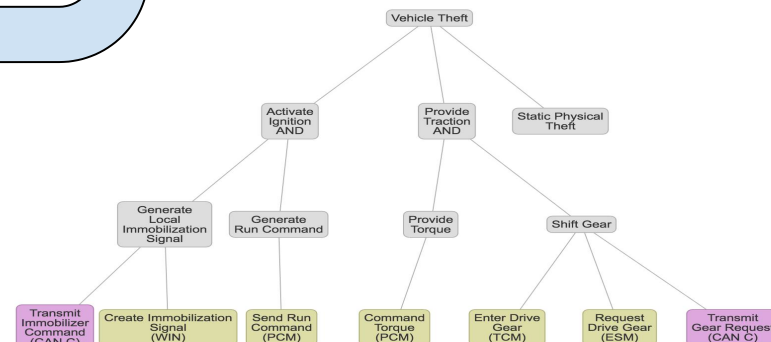 Vehicle Theft
Activate
Ignition
AND
Provide
Traction
AND
Static Physical
Theft
Generate
Local
Immobilization
Signal
Generate
Run Command
Provide
Torque
Shift Gear
Transmit
Immobilizer
Command
(CAN C)
Create Immobilization
Signal
(WIN)
Send Run
Command
(PCM)
Command
Torque
(PCM)
Enter Drive
Gear
(TCM)
Request
Drive Gear
(ESM)
Transmit
Gear Reques
(CAN C)